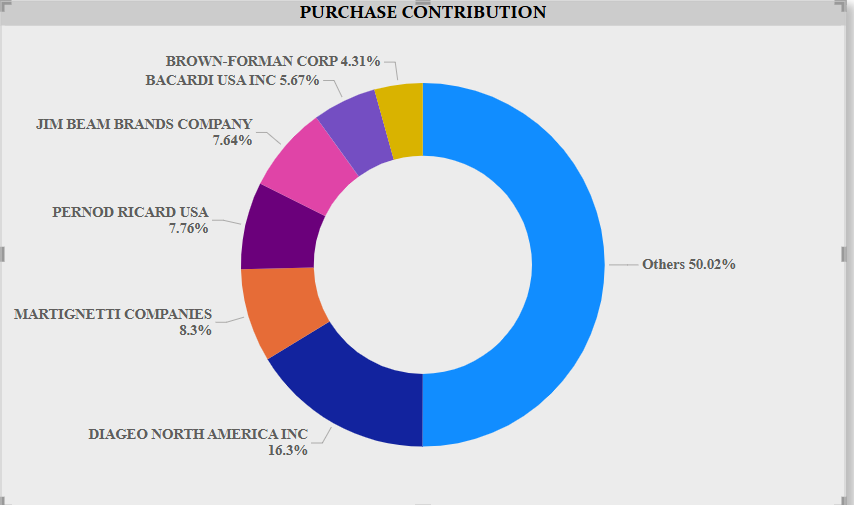 PURCHASE CONTRIBUTION
BROWN-FORMAN CORP 4.31%
BACARDI USA INC 5.67%
JIM BEAM BRANDS COMPANY
7.64%
PERNOD RICARD USA
7.76%
Others 50.02%
MARTIGNETTI COMPANIES
8.3%
DIAGEO NORTH AMERICA INC
16.3%